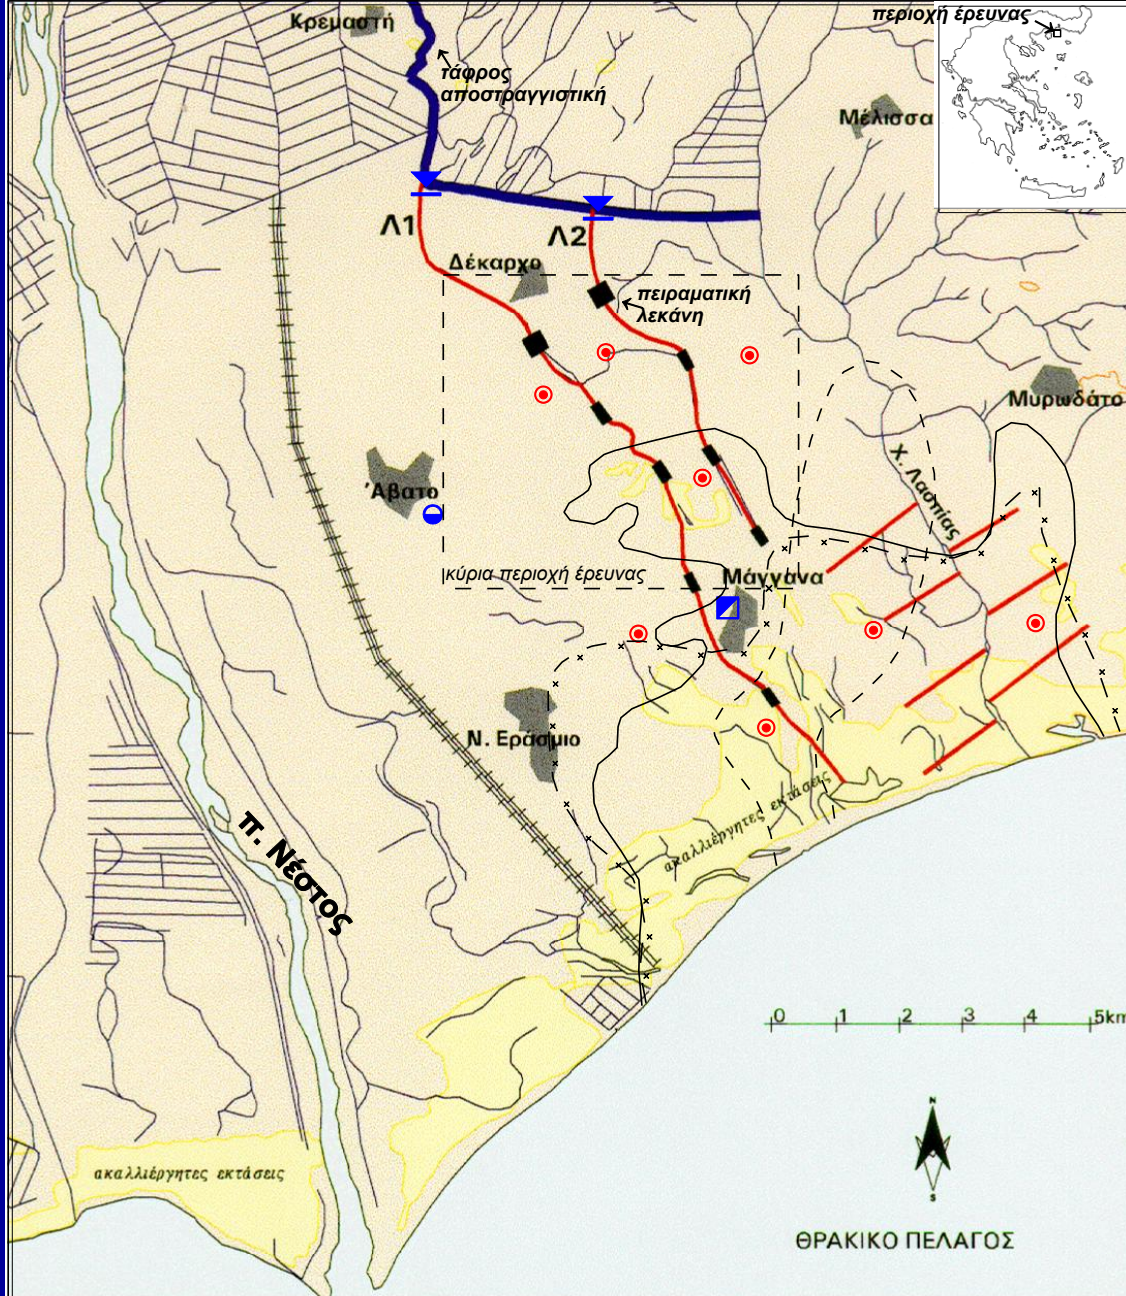 περιοχή έρευνας
Κρεμαστή
τάφρος
αποστραγγιστική
Μέλισσα
Λ1
Λ2
Δέκαρχο
πειραματική
λεκάνη
Μυρωδάτο
Χ. Λασπίας
Άβατο
κύρια περιοχή έρευνας
Μάγγανα
Ν. Εράσμιο
ακαλλιέργητες εκτάσεις
π. Νέστος
0 1 2 3 4 5km
N
S
ακαλλιέργητες εκτάσεις
ΘΡΑΚΙΚΟ ΠΕΛΑΓΟΣ